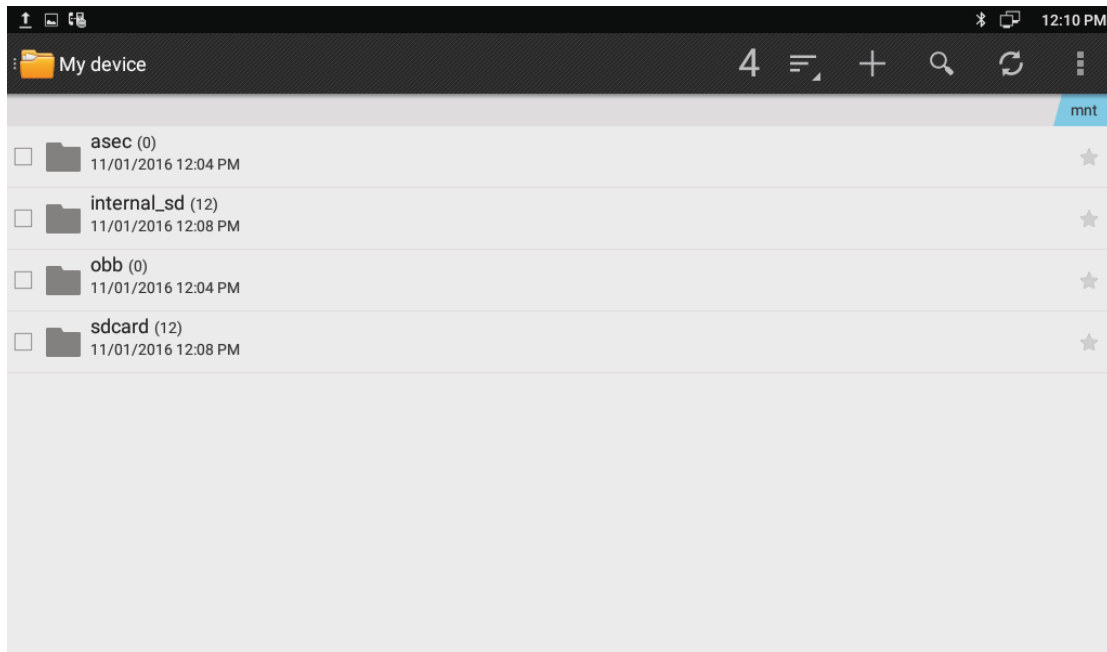 12:10 PM
My device
4
mnt
asec (0)
11/01/2016 12:04 PM
internal_sd (12)
11/01/2016 12:08 PM
obb (0)
11/01/2016 12:04 PM
sdcard (12)
11/01/2016 12:08 PM